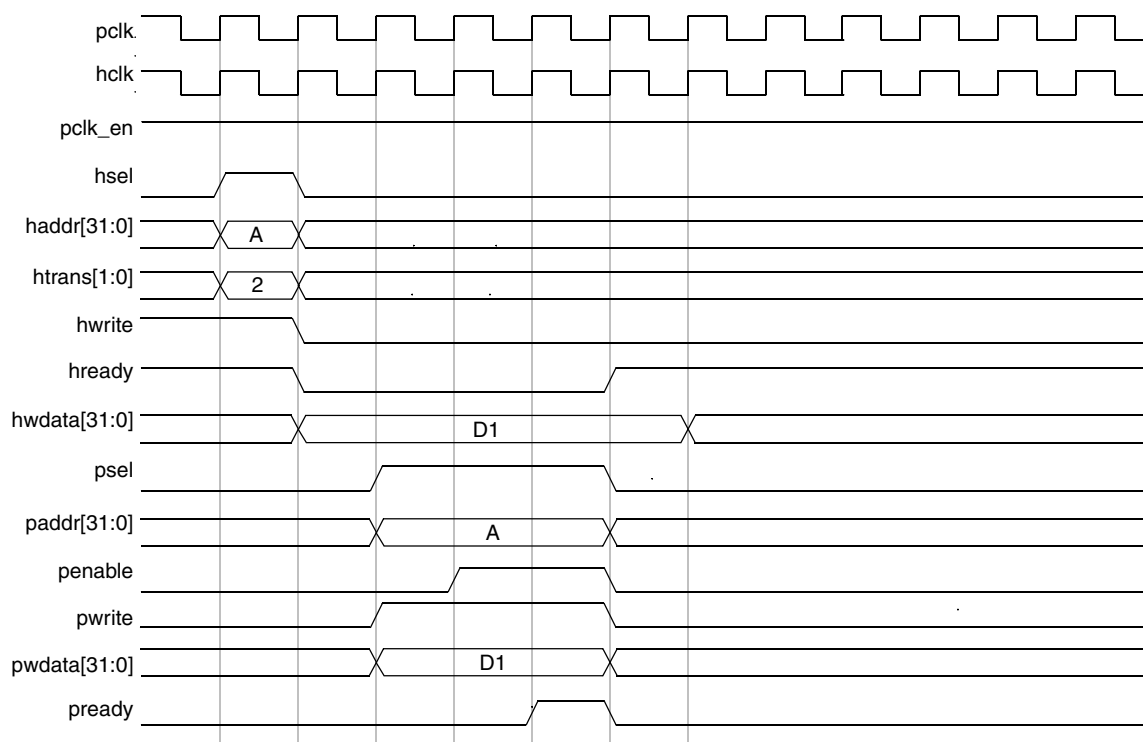 pclk
hclk
pclk_en
hsel
haddr[31:0]
A
htrans[1:0]
2
hwrite
hready
hwdata[31:0]
D1
psel
paddr[31:0]
A
penable
pwrite
pwdata[31:0]
D1
pready